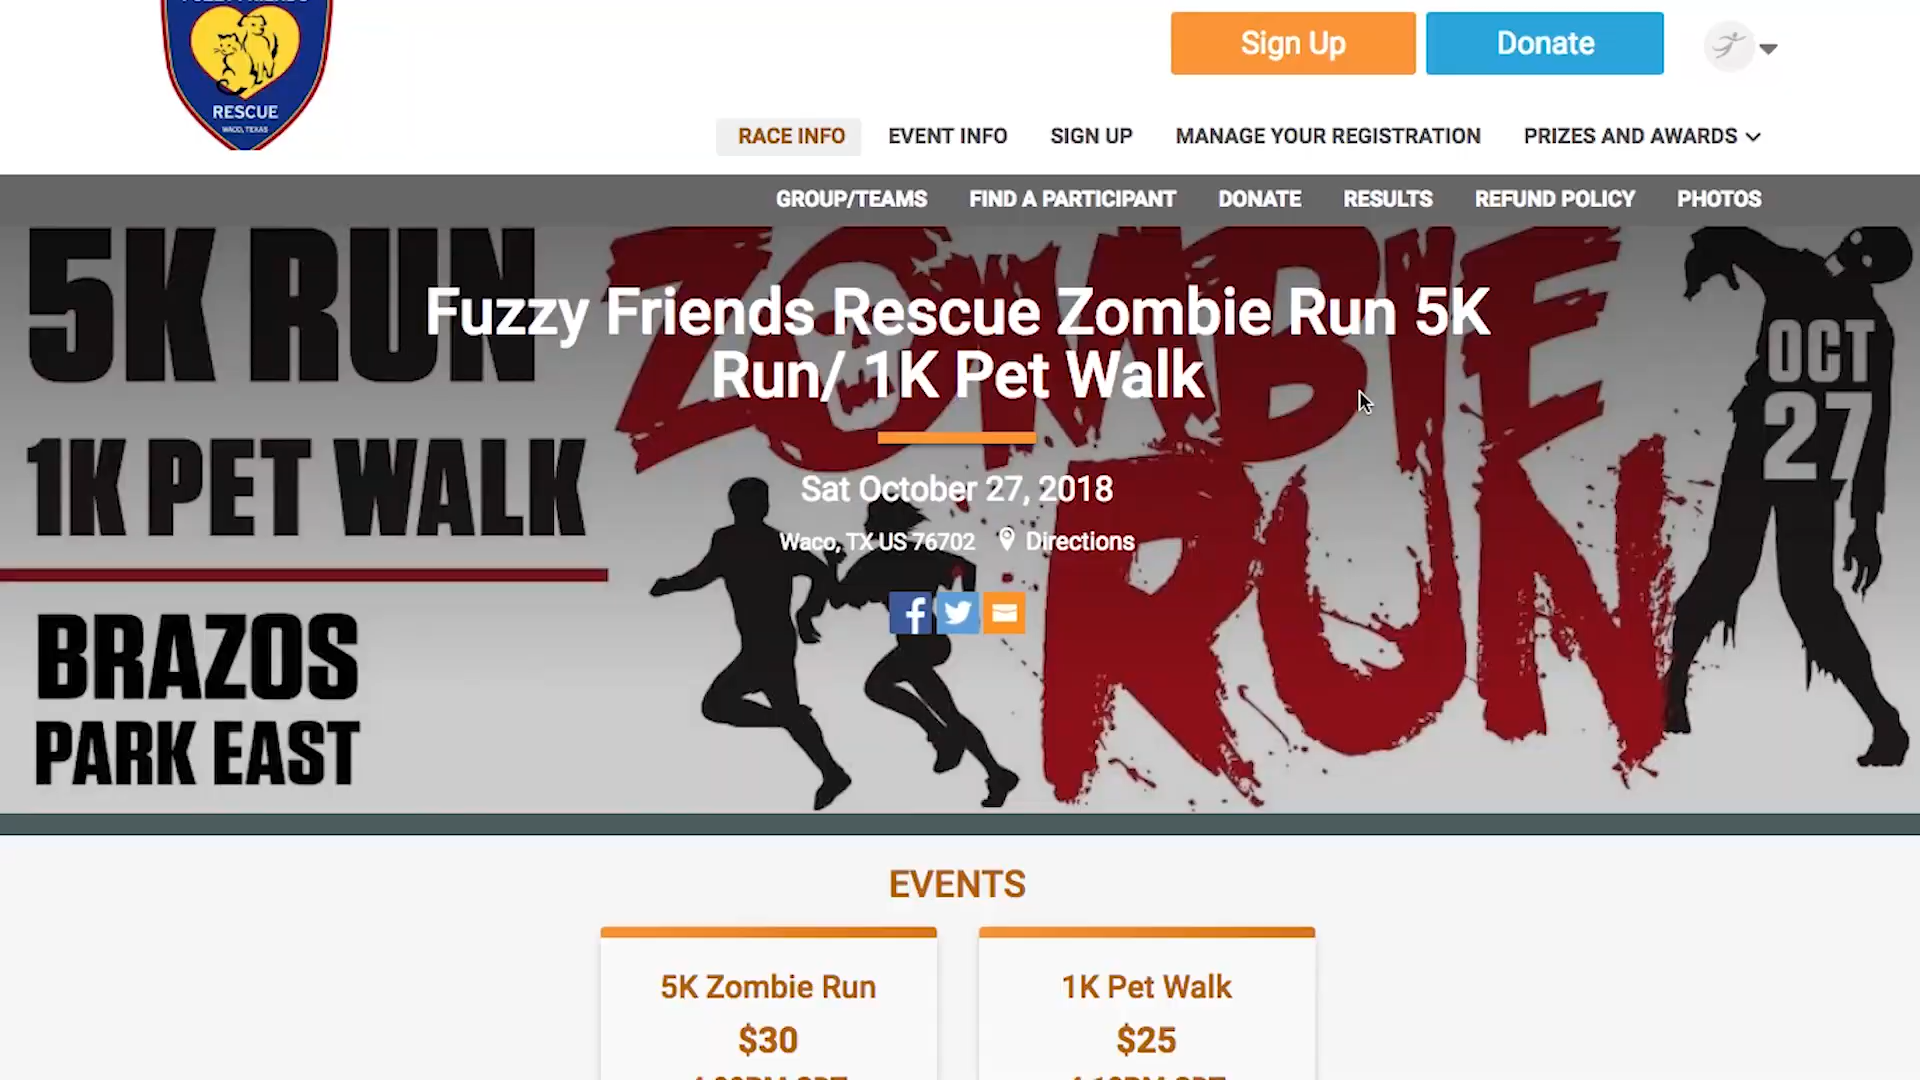 RESCUE
WACO, TEXAS
Sign Up
Donate
RACE INFO
EVENT INFO
SIGN UP
MANAGE YOUR REGISTRATION
PRIZES AND AWARDS
GROUP/TEAMS
FIND A PARTICIPANT
DONATE
RESULTS
REFUND POLICY
PHOTOS
5K RUN
1K PET WALK
BRAZOS
PARK EAST
ZOMBIE
RUN
OCT
27
Fuzzy Friends Rescue Zombie Run 5K
Run/ 1K Pet Walk
Sat October 27, 2018
Waco, TX US 76702
Directions
EVENTS
5K Zombie Run
$30
1K Pet Walk
$25